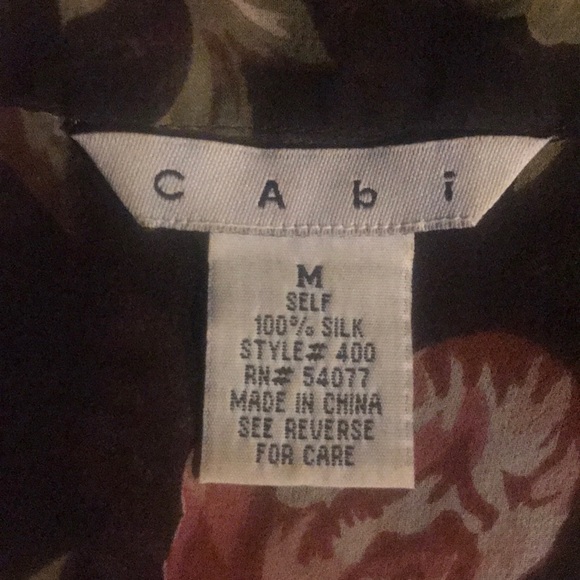 CAbi
M
SELF
100% SILK
STYLE# 400
RN# 54077
MADE IN CHINA
SEE REVERSE
FOR CARE